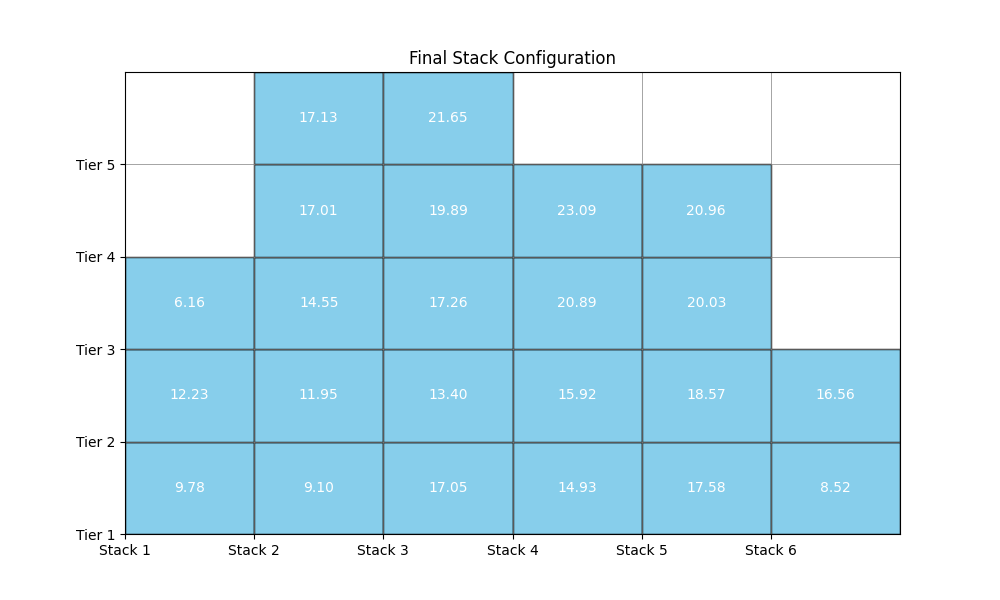 Final Stack Configuration
17.13 21.65
Tier 5
17.01 19.89 23.09 20.96
Tier 4
6.16 14.55 17.26 20.89 20.03
Tier 3
12.23 11.95 13.40 15.92 18.57 16.56
Tier 2
9.78 9.10 17.05 14.93 17.58 8.52
Tier 1
Stack 1 Stack 2 Stack 3 Stack 4 Stack 5 Stack 6